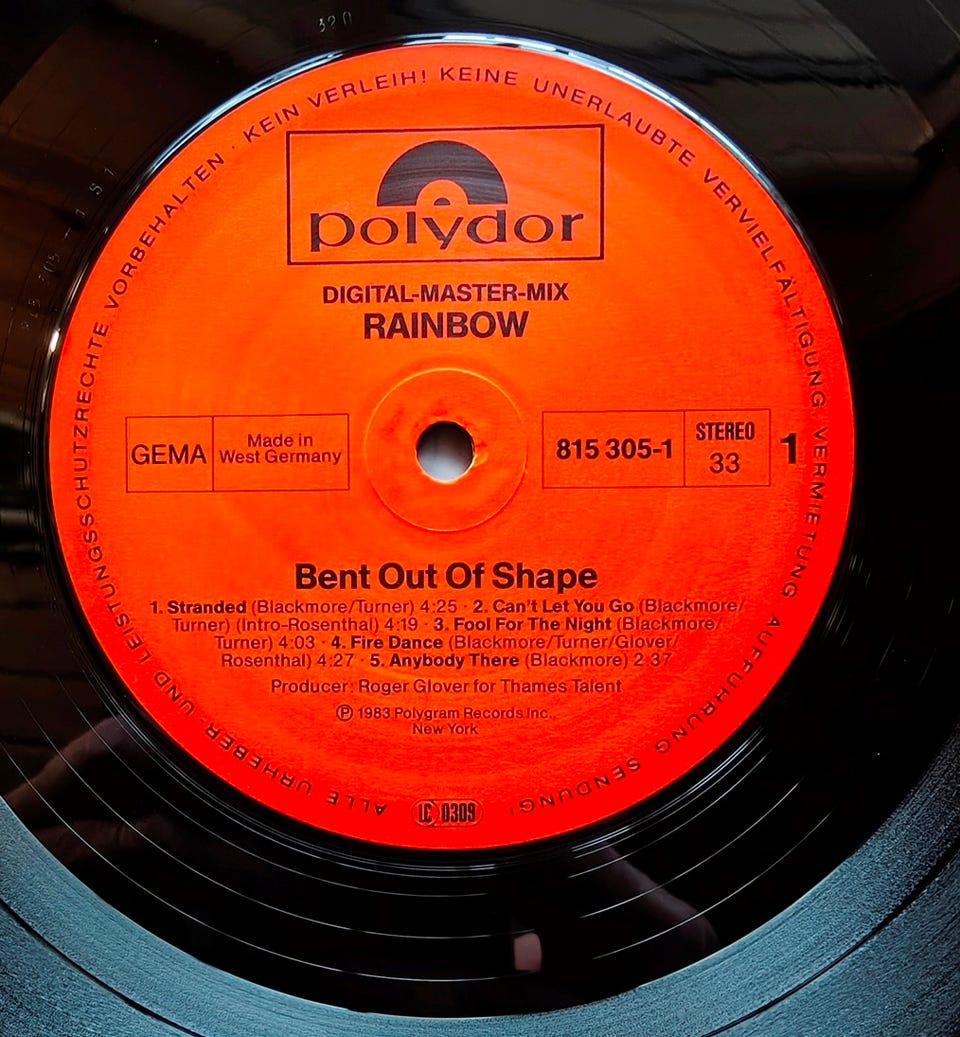 320
ALLE URHEBER- UND LEISTUNGSSCHUTZRECHTE VORBEHALTEN · KEIN VERLEIH! KEINE UNERLAUBTE VERVIELFÄLTIGUNG VERMIETUNG AUFFÜHRUNG SENDUNG!
polydor
DIGITAL-MASTER-MIX
RAINBOW
GEMA
Made in
West Germany
815 305-1
STEREO
33
1
Bent Out Of Shape
1. Stranded (Blackmore/Turner) 4:25 · 2. Can't Let You Go (Blackmore/
Turner) (Intro-Rosenthal) 4:19 · 3. Fool For The Night (Blackmore/
Turner) 4:03 · 4. Fire Dance (Blackmore/Turner/Glover/
Rosenthal) 4:27 · 5. Anybody There (Blackmore) 2:37
Producer: Roger Glover for Thames Talent
Ⓟ 1983 Polygram Records Inc.,
New York
LC 0309